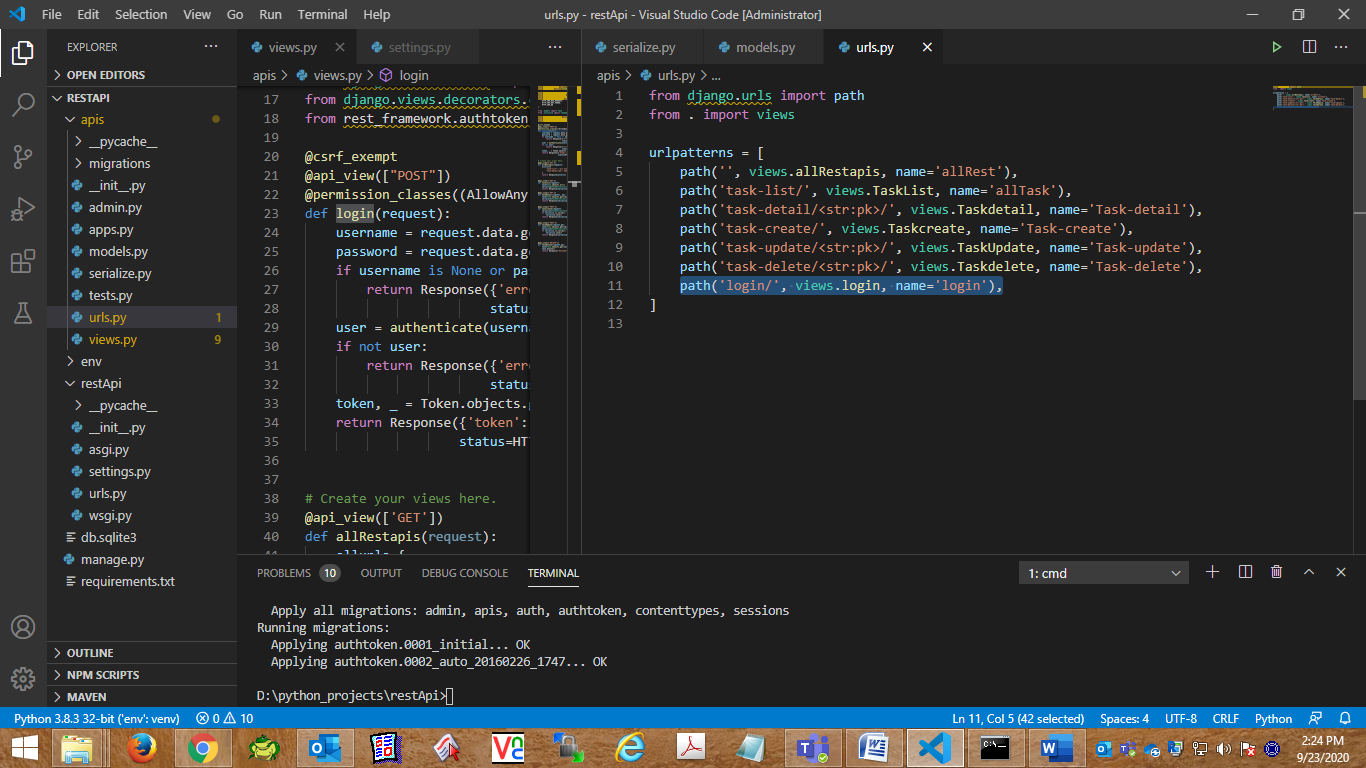 File Edit Selection View Go Run Terminal Help
urls.py - restApi - Visual Studio Code [Administrator]
EXPLORER
OPEN EDITORS
RESTAPI
apis
__pycache__
migrations
__init__.py
admin.py
apps.py
models.py
serialize.py
tests.py
urls.py 1
views.py 9
env
restApi
__pycache__
__init__.py
asgi.py
settings.py
urls.py
wsgi.py
db.sqlite3
manage.py
requirements.txt
OUTLINE
NPM SCRIPTS
MAVEN
views.py settings.py
apis > views.py > login
17 from django.views.decorators.
18 from rest_framework.authtoken
19
20 @csrf_exempt
21 @api_view(["POST"])
22 @permission_classes((AllowAny
23 def login(request):
24 username = request.data.g
25 password = request.data.g
26 if username is None or pa
27 return Response({'err
28 statu
29 user = authenticate(usern
30 if not user:
31 return Response({'err
32 statu
33 token, _ = Token.objects.
34 return Response({'token':
35 status=HT
36
37
38 # Create your views here.
39 @api_view(['GET'])
40 def allRestapis(request):
serialize.py models.py urls.py
apis > urls.py > ...
1 from django.urls import path
2 from . import views
3
4 urlpatterns = [
5 path('', views.allRestapis, name='allRest'),
6 path('task-list/', views.TaskList, name='allTask'),
7 path('task-detail/<str:pk>/', views.Taskdetail, name='Task-detail'),
8 path('task-create/', views.Taskcreate, name='Task-create'),
9 path('task-update/<str:pk>/', views.TaskUpdate, name='Task-update'),
10 path('task-delete/<str:pk>/', views.Taskdelete, name='Task-delete'),
11 path('login/', views.login, name='login'),
12 ]
13
PROBLEMS 10 OUTPUT DEBUG CONSOLE TERMINAL
1: cmd
Apply all migrations: admin, apis, auth, authtoken, contenttypes, sessions
Running migrations:
Applying authtoken.0001_initial... OK
Applying authtoken.0002_auto_20160226_1747... OK
D:\python_projects\restApi>
Python 3.8.3 32-bit ('env': venv) 0 10
Ln 11, Col 5 (42 selected) Spaces: 4 UTF-8 CRLF Python
2:24 PM
9/23/2020